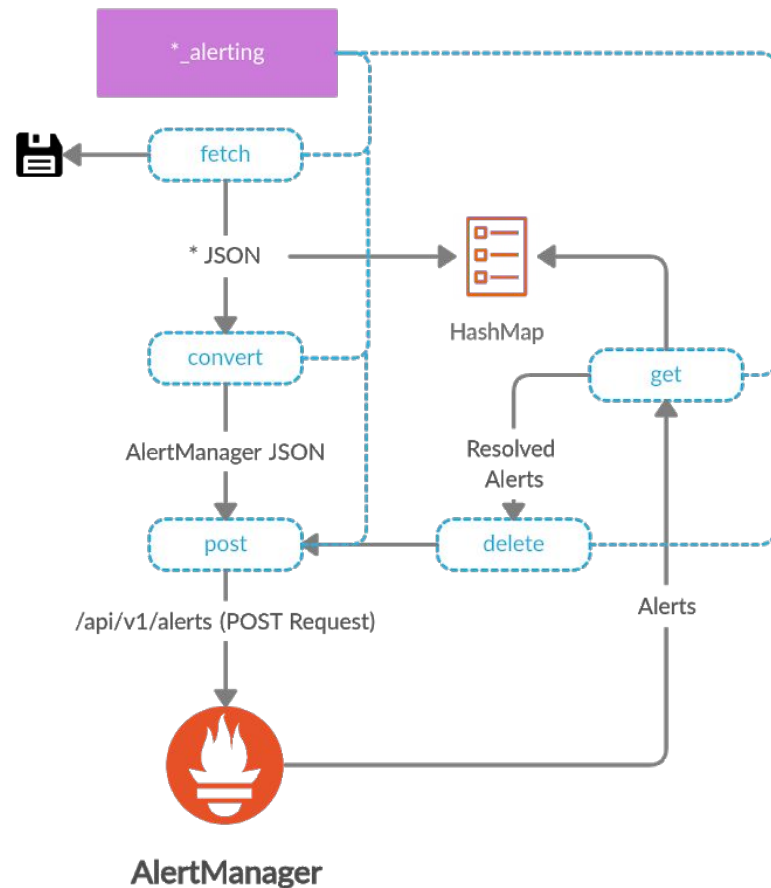 *_alerting
fetch
* JSON
HashMap
convert
get
AlertManager JSON
Resolved
Alerts
post
delete
Alerts
/api/v1/alerts (POST Request)
AlertManager